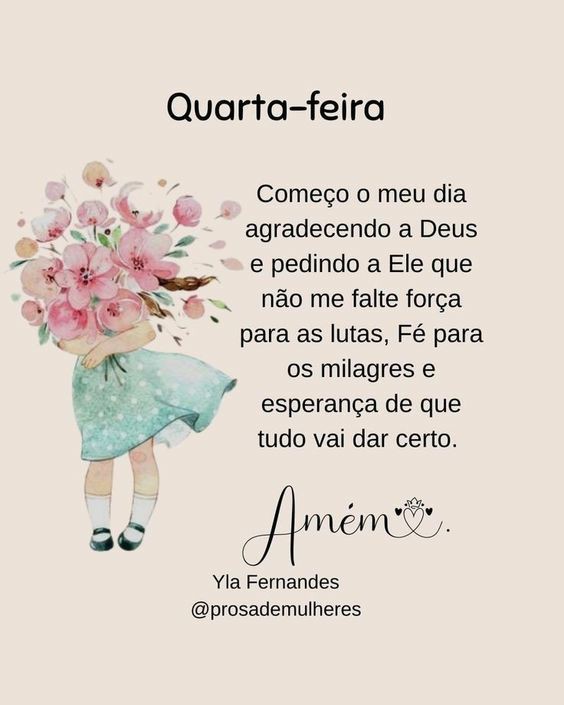 Quarta-feira
Começo o meu dia
agradecendo a Deus
e pedindo a Ele que
não me falte força
para as lutas, Fé para
os milagres e
esperança de que
tudo vai dar certo.
Amém.
Yla Fernandes
@prosademulheres